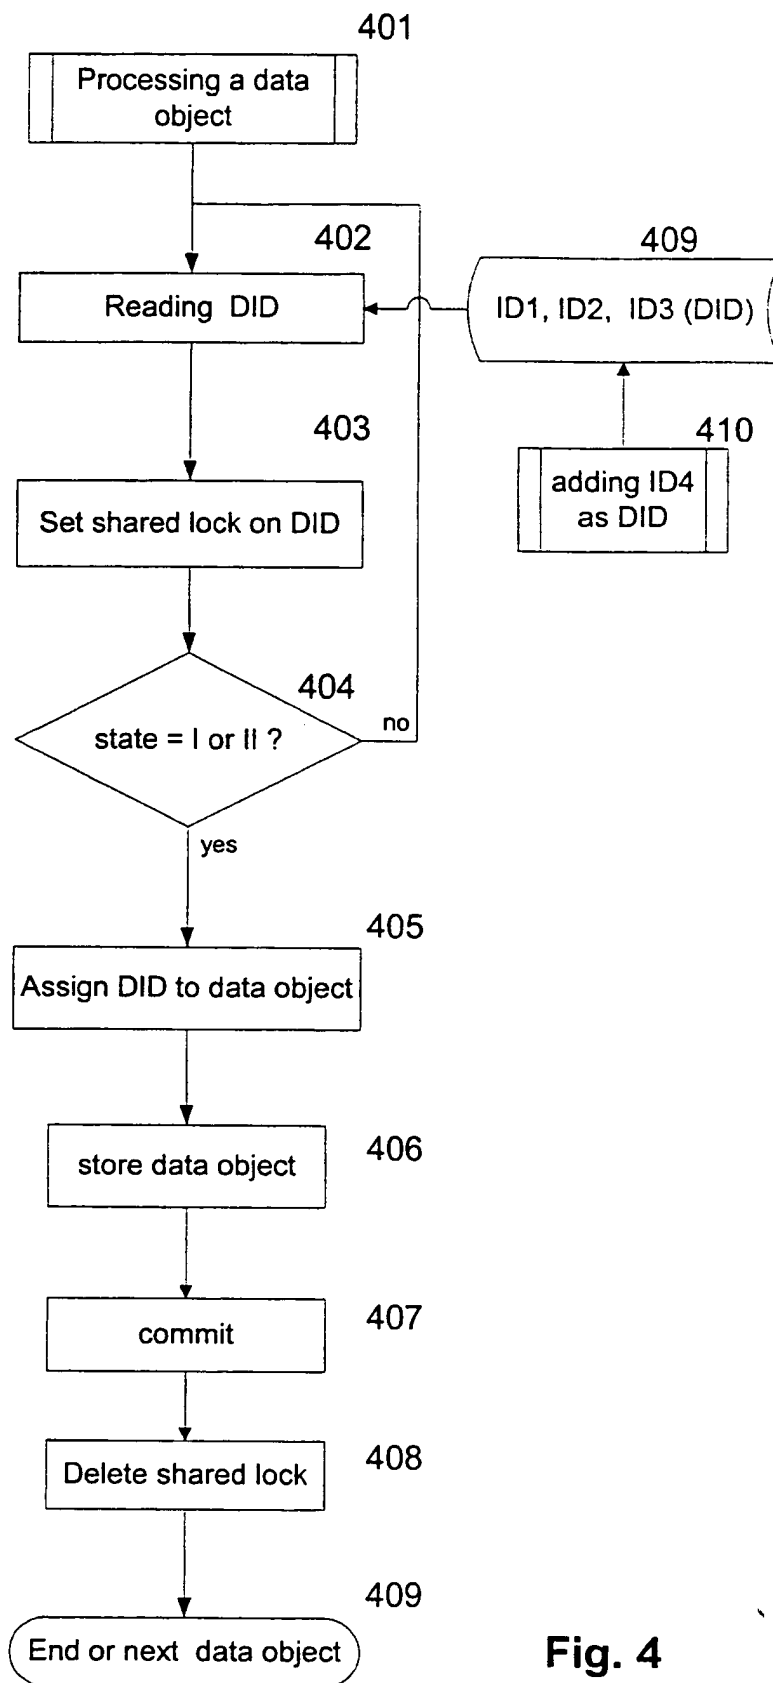 401
Processing a data
object
402
Reading DID
409
ID1, ID2, ID3 (DID)
403
Set shared lock on DID
410
adding ID4
as DID
404
state = I or II ?
no
yes
405
Assign DID to data object
406
store data object
407
commit
408
Delete shared lock
409
End or next data object
Fig. 4